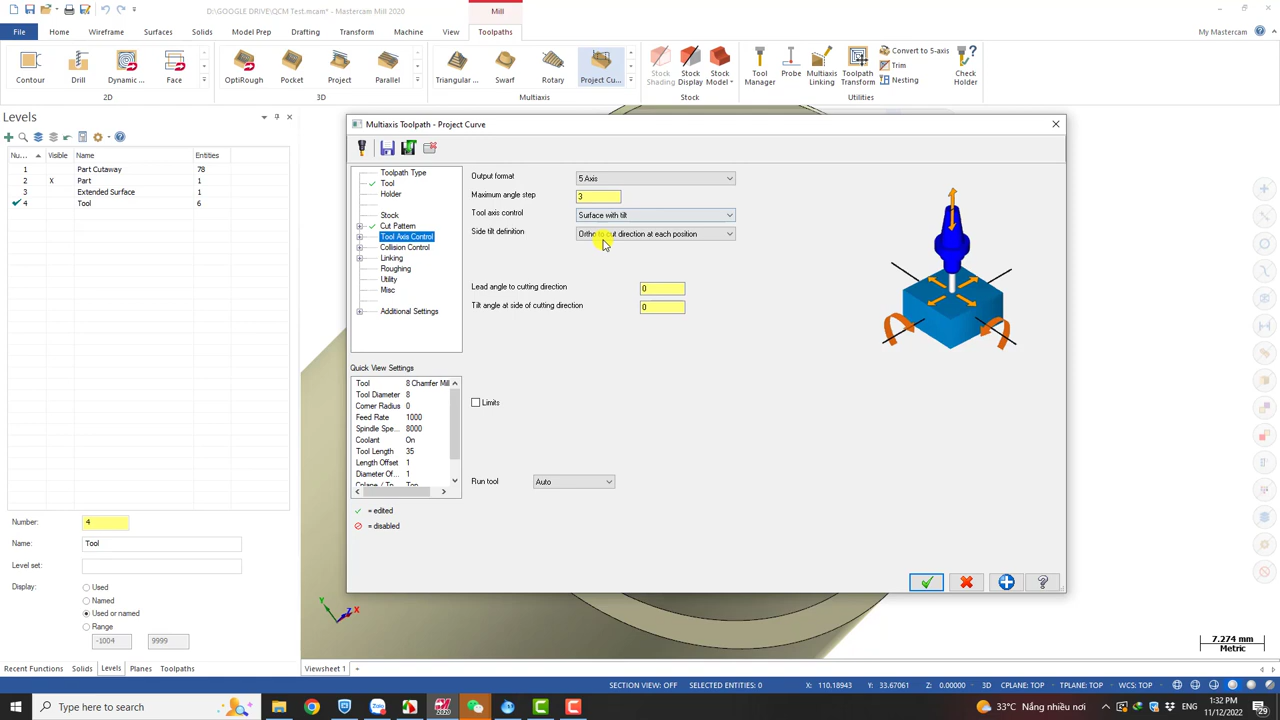 D:\GOOGLE DRIVE\QCM Test.mcam* - Mastercam Mill 2020
Mill
File Home Wireframe Surfaces Solids Model Prep Drafting Transform Machine View Toolpaths
My Mastercam
Contour Drill Dynamic ... Face
OptiRough Pocket Project Parallel
Triangular ... Swarf Rotary Project Cu...
Stock Shading Stock Display Stock Model
Tool Manager Probe Multiaxis Linking Toolpath Transform
Convert to 5-axis
Trim
Nesting
Check Holder
2D 3D Multiaxis Stock Utilities
Levels
Nu... Visible Name Entities
1 Part Cutaway 78
2 X Part 1
3 Extended Surface 1
4 Tool 6
Number: 4
Name: Tool
Level set:
Display: Used
Named
Used or named
Range
-1004 9999
Recent Functions Solids Levels Planes Toolpaths
Multiaxis Toolpath - Project Curve
Toolpath Type
Tool
Holder
Stock
Cut Pattern
Tool Axis Control
Collision Control
Linking
Roughing
Utility
Misc
Additional Settings
Quick View Settings
Tool 8 Chamfer Mill
Tool Diameter 8
Corner Radius 0
Feed Rate 1000
Spindle Spe... 8000
Coolant On
Tool Length 35
Length Offset 1
Diameter Of... 1
Cplane / Tp... Top
= edited
= disabled
Output format 5 Axis
Maximum angle step 3
Tool axis control Surface with tilt
Side tilt definition Ortho to cut direction at each position
Lead angle to cutting direction 0
Tilt angle at side of cutting direction 0
Limits
Run tool Auto
Y Z X
7.274 mm
Metric
Viewsheet 1 +
SECTION VIEW: OFF SELECTED ENTITIES: 0 X: 110.18943 Y: 33.67061 Z: 0.00000 3D CPLANE: TOP TPLANE: TOP WCS: TOP
Type here to search
33°C Nắng nhiều nơi
1:32 PM
11/12/2022
29